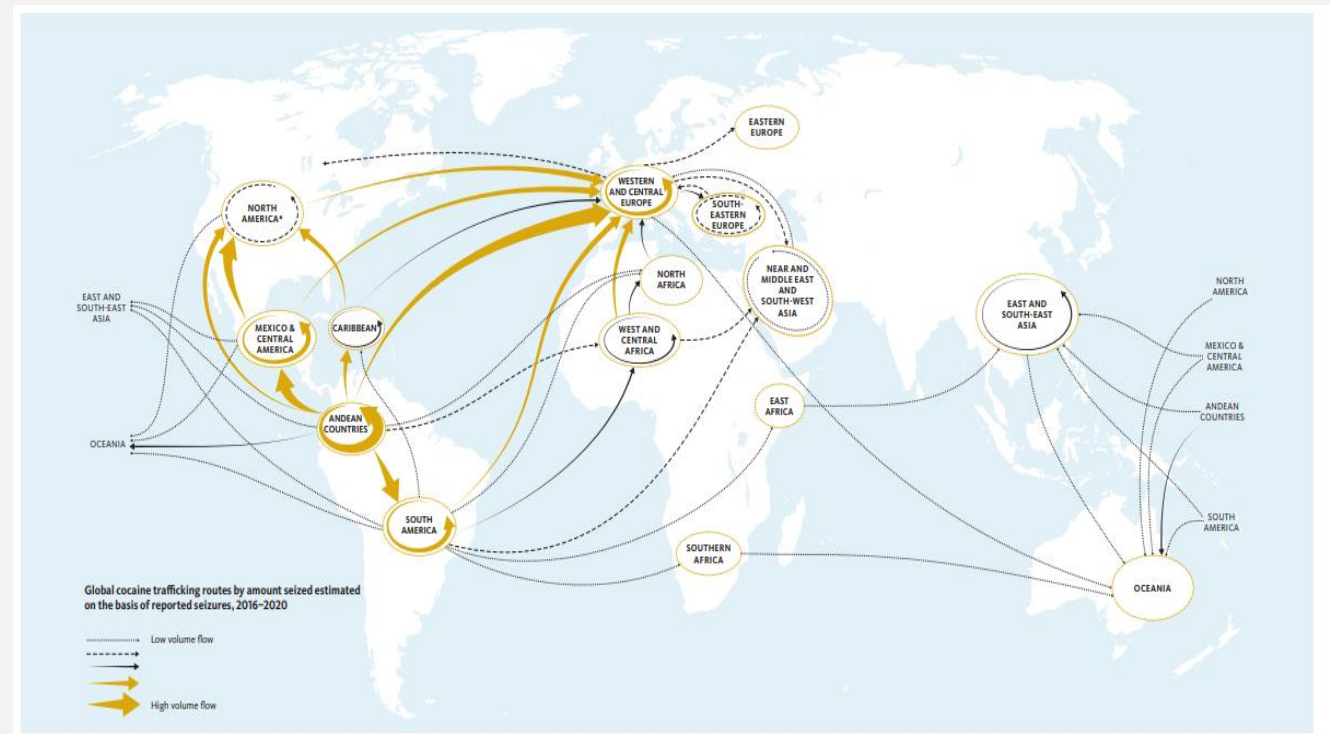 EASTERN
EUROPE
WESTERN
AND CENTRAL
EUROPE
SOUTH-
EASTERN
EUROPE
NORTH
AMERICA*
NORTH
AFRICA
NEAR AND
MIDDLE EAST
AND
SOUTH-WEST
ASIA
EAST AND
SOUTH-EAST
ASIA
NORTH
AMERICA
EAST AND
SOUTH-EAST
ASIA
MEXICO &
CENTRAL
AMERICA
CARIBBEAN
WEST AND
CENTRAL
AFRICA
MEXICO &
CENTRAL
AMERICA
ANDEAN
COUNTRIES
EAST
AFRICA
ANDEAN
COUNTRIES
OCEANIA
SOUTH
AMERICA
SOUTHERN
AFRICA
SOUTH
AMERICA
OCEANIA
Global cocaine trafficking routes by amount seized estimated
on the basis of reported seizures, 2016–2020
Low volume flow
High volume flow